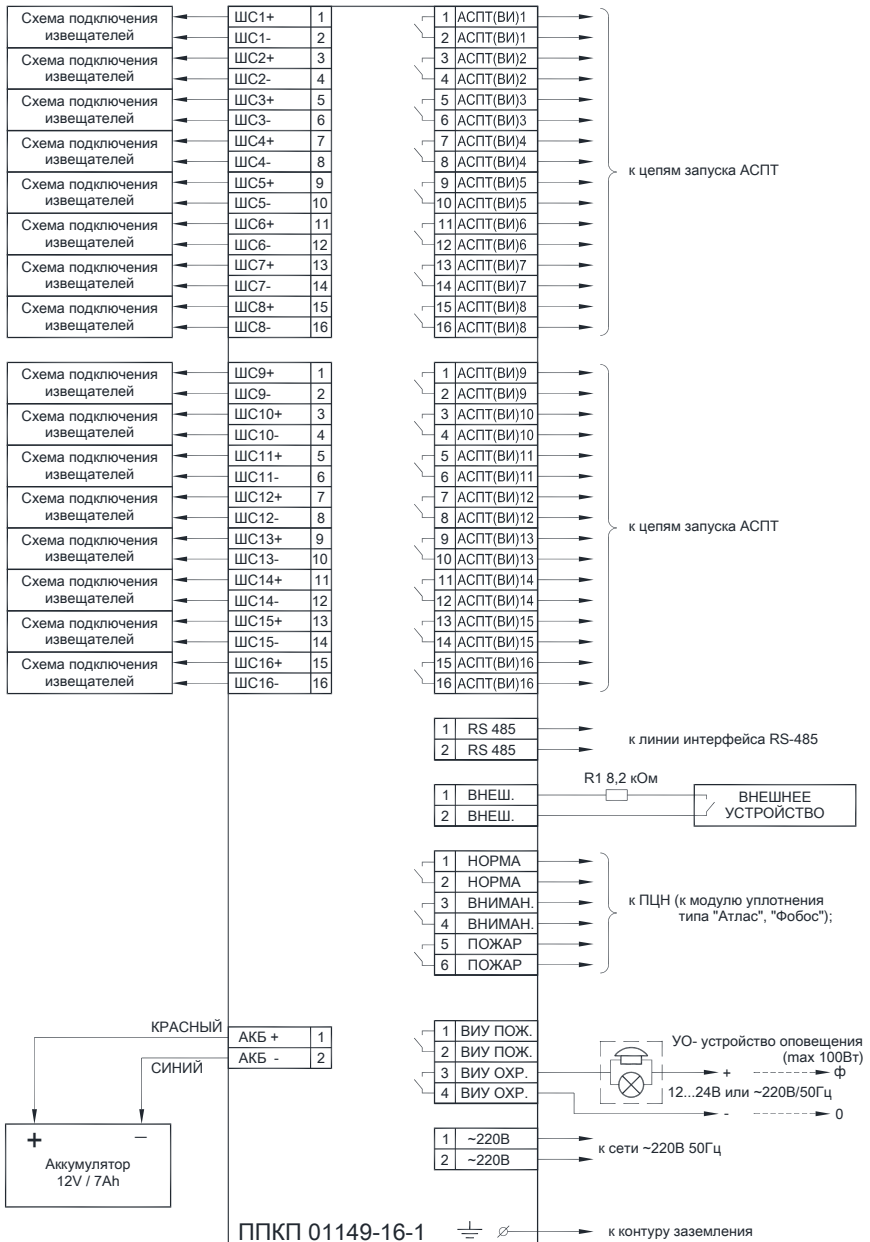 Схема подключения
извещателей
ШС1+ 1
ШС1- 2
1 АСПТ(ВИ)1
2 АСПТ(ВИ)1
Схема подключения
извещателей
ШС2+ 3
ШС2- 4
3 АСПТ(ВИ)2
4 АСПТ(ВИ)2
Схема подключения
извещателей
ШС3+ 5
ШС3- 6
5 АСПТ(ВИ)3
6 АСПТ(ВИ)3
Схема подключения
извещателей
ШС4+ 7
ШС4- 8
7 АСПТ(ВИ)4
8 АСПТ(ВИ)4
к цепям запуска АСПТ
Схема подключения
извещателей
ШС5+ 9
ШС5- 10
9 АСПТ(ВИ)5
10 АСПТ(ВИ)5
Схема подключения
извещателей
ШС6+ 11
ШС6- 12
11 АСПТ(ВИ)6
12 АСПТ(ВИ)6
Схема подключения
извещателей
ШС7+ 13
ШС7- 14
13 АСПТ(ВИ)7
14 АСПТ(ВИ)7
Схема подключения
извещателей
ШС8+ 15
ШС8- 16
15 АСПТ(ВИ)8
16 АСПТ(ВИ)8
Схема подключения
извещателей
ШС9+ 1
ШС9- 2
1 АСПТ(ВИ)9
2 АСПТ(ВИ)9
Схема подключения
извещателей
ШС10+ 3
ШС10- 4
3 АСПТ(ВИ)10
4 АСПТ(ВИ)10
Схема подключения
извещателей
ШС11+ 5
ШС11- 6
5 АСПТ(ВИ)11
6 АСПТ(ВИ)11
Схема подключения
извещателей
ШС12+ 7
ШС12- 8
7 АСПТ(ВИ)12
8 АСПТ(ВИ)12
к цепям запуска АСПТ
Схема подключения
извещателей
ШС13+ 9
ШС13- 10
9 АСПТ(ВИ)13
10 АСПТ(ВИ)13
Схема подключения
извещателей
ШС14+ 11
ШС14- 12
11 АСПТ(ВИ)14
12 АСПТ(ВИ)14
Схема подключения
извещателей
ШС15+ 13
ШС15- 14
13 АСПТ(ВИ)15
14 АСПТ(ВИ)15
Схема подключения
извещателей
ШС16+ 15
ШС16- 16
15 АСПТ(ВИ)16
16 АСПТ(ВИ)16
1 RS 485
2 RS 485
к линии интерфейса RS-485
R1 8,2 кОм
1 ВНЕШ.
2 ВНЕШ.
ВНЕШНЕЕ
УСТРОЙСТВО
1 НОРМА
2 НОРМА
3 ВНИМАН.
4 ВНИМАН.
5 ПОЖАР
6 ПОЖАР
к ПЦН (к модулю уплотнения
типа "Атлас", "Фобос");
КРАСНЫЙ
АКБ + 1
АКБ - 2
СИНИЙ
1 ВИУ ПОЖ.
2 ВИУ ПОЖ.
3 ВИУ ОХР.
4 ВИУ ОХР.
УО- устройство оповещения
(max 100Вт)
+ ф
12...24В или ~220В/50Гц
- 0
+ −
Аккумулятор
12V / 7Ah
1 ~220В
2 ~220В
к сети ~220В 50Гц
ППКП 01149-16-1
к контуру заземления